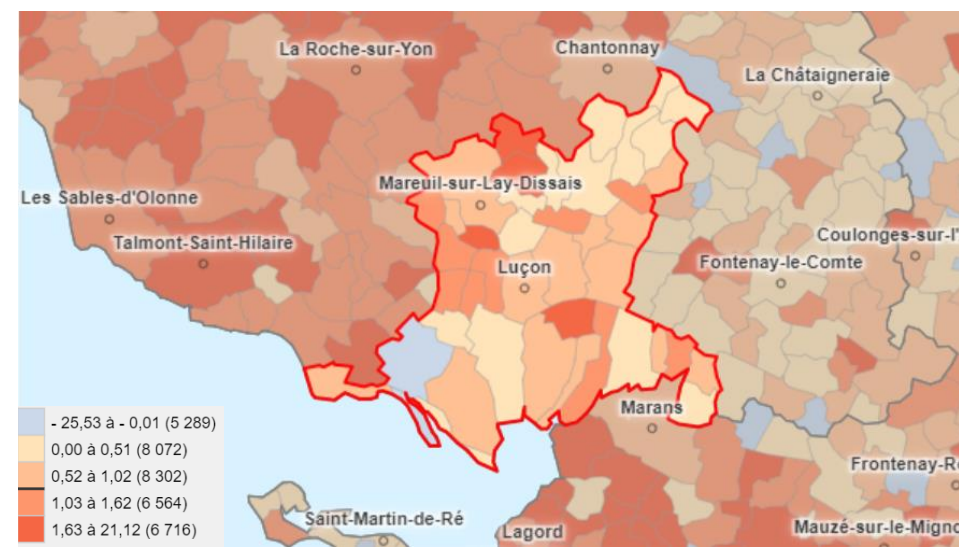 La Roche-sur-Yon
Chantonnay
La Châtaigneraie
Mareuil-sur-Lay-Dissais
Les Sables-d'Olonne
Talmont-Saint-Hilaire
Coulonges-sur-l'
Fontenay-le-Comte
Luçon
Marans
- 25,53 à - 0,01 (5 289)
0,00 à 0,51 (8 072)
0,52 à 1,02 (8 302)
1,03 à 1,62 (6 564)
1,63 à 21,12 (6 716)
Frontenay-Ro
Saint-Martin-de-Ré
Lagord
Mauzé-sur-le-Migno